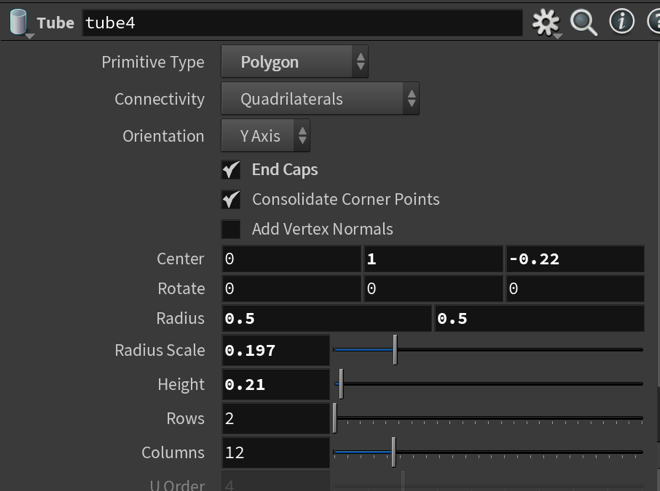 Tube tube4
Primitive Type Polygon
Connectivity Quadrilaterals
Orientation Y Axis
End Caps
Consolidate Corner Points
Add Vertex Normals
Center 0 1 -0.22
Rotate 0 0 0
Radius 0.5 0.5
Radius Scale 0.197
Height 0.21
Rows 2
Columns 12
U Order 4